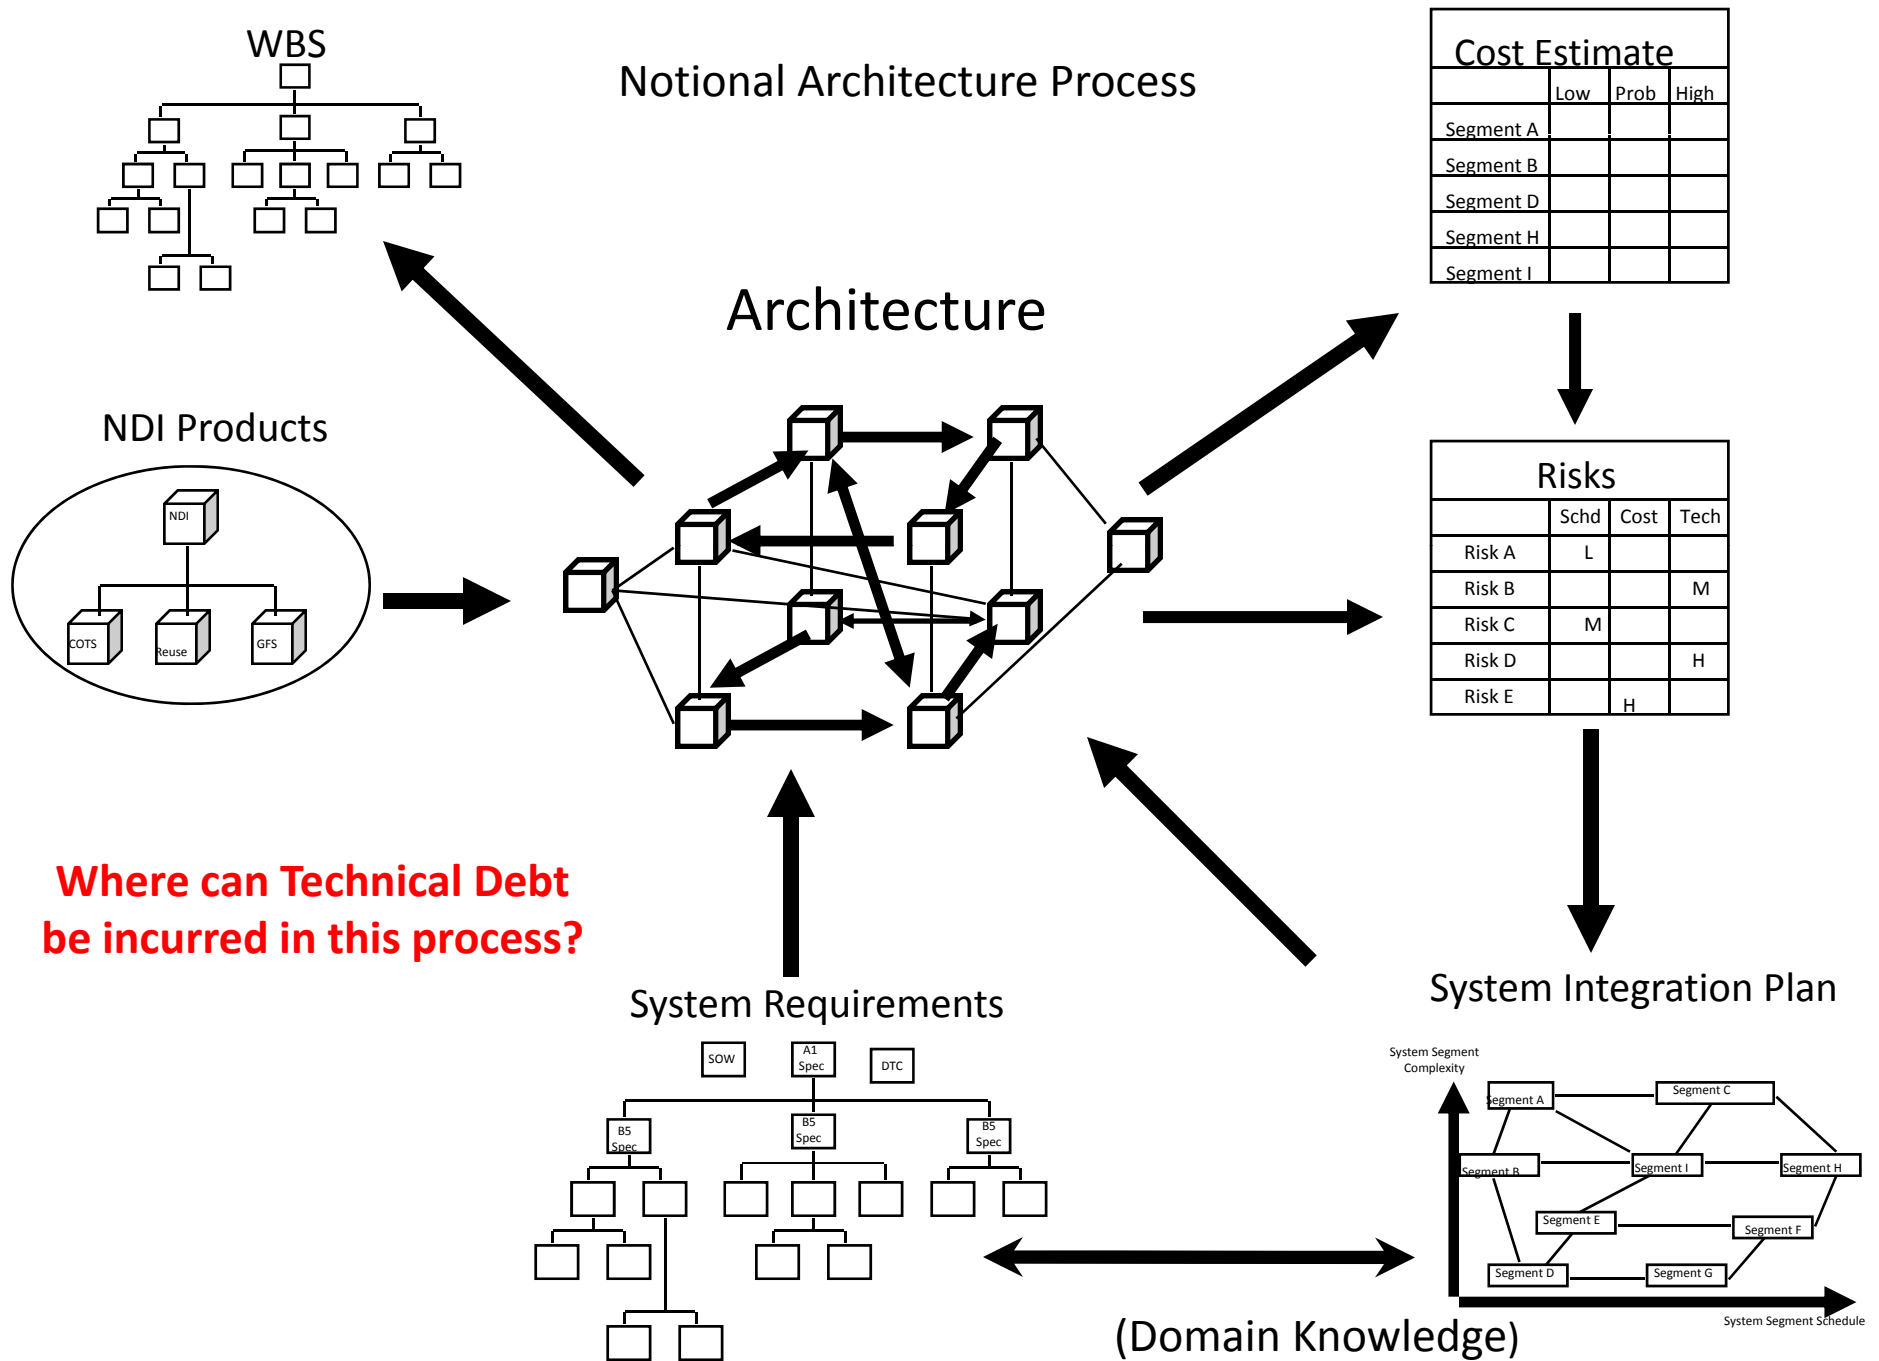 WBS
Notional Architecture Process
Cost Estimate
Low Prob High
Segment A
Segment B
Segment D
Segment H
Segment I
Architecture
NDI Products
NDI
COTS
Reuse
GFS
Risks
Schd Cost Tech
Risk A L
Risk B M
Risk C M
Risk D H
Risk E H
Where can Technical Debt
be incurred in this process?
System Requirements
SOW
A1
Spec
DTC
B5
Spec
B5
Spec
B5
Spec
System Integration Plan
System Segment
Complexity
Segment A
Segment C
Segment B
Segment I
Segment H
Segment E
Segment F
Segment D
Segment G
System Segment Schedule
(Domain Knowledge)